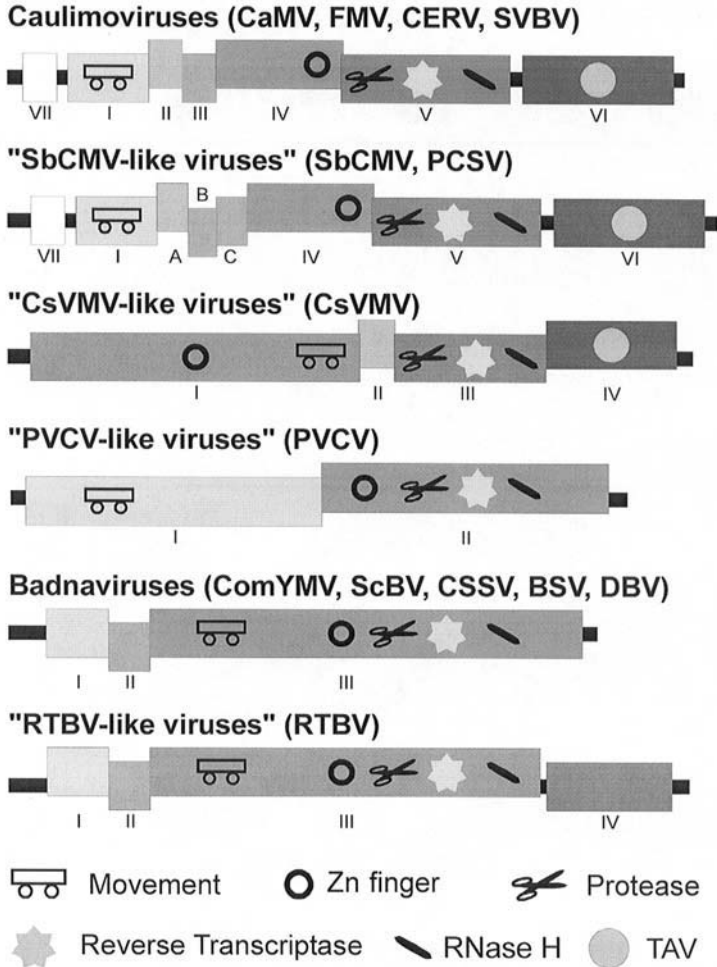 Caulimoviruses (CaMV, FMV, CERV, SVBV)
VII I II III IV V VI
"SbCMV-like viruses" (SbCMV, PCSV)
B
VII I A C IV V VI
"CsVMV-like viruses" (CsVMV)
I II III IV
"PVCV-like viruses" (PVCV)
I II
Badnaviruses (ComYMV, ScBV, CSSV, BSV, DBV)
I II III
"RTBV-like viruses" (RTBV)
I II III IV
Movement Zn finger Protease
Reverse Transcriptase RNase H TAV